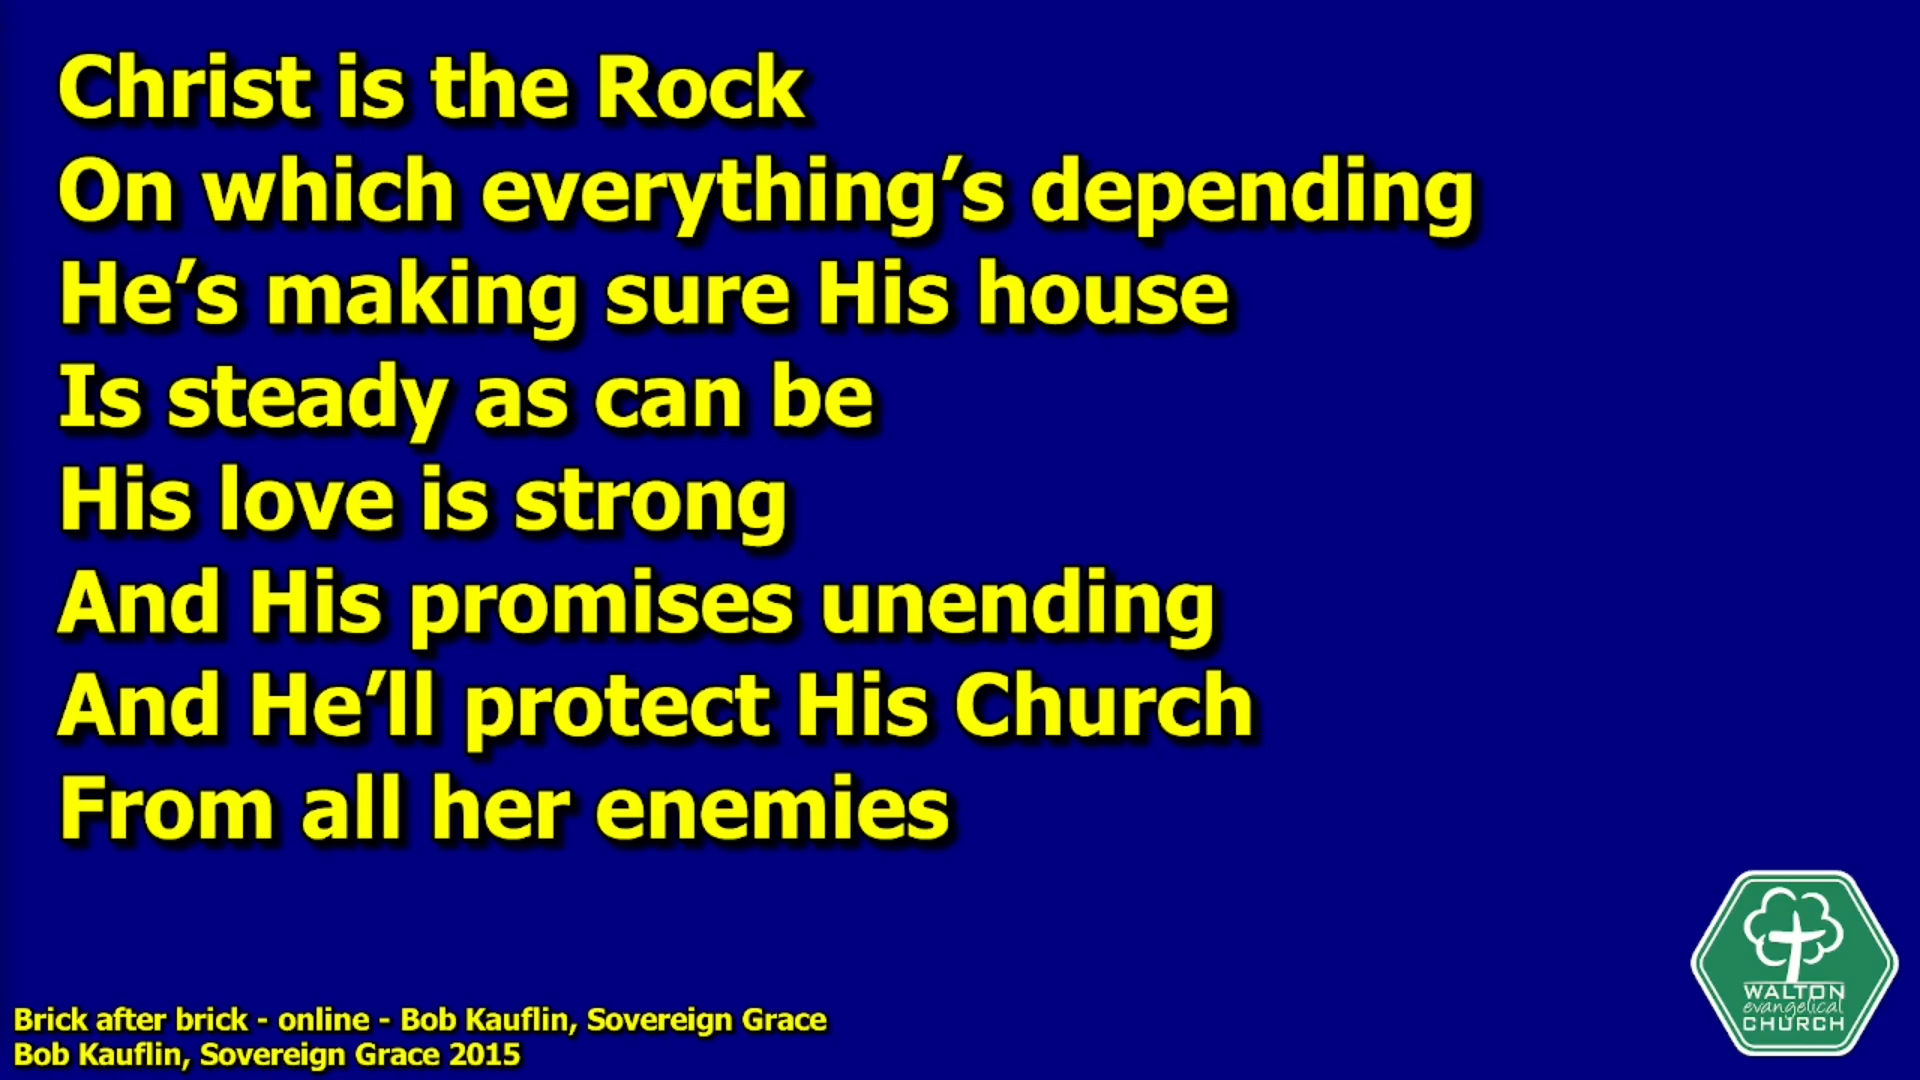 Christ is the Rock
On which everything’s depending
He’s making sure His house
Is steady as can be
His love is strong
And His promises unending
And He’ll protect His Church
From all her enemies
Brick after brick - online - Bob Kauflin, Sovereign Grace
Bob Kauflin, Sovereign Grace 2015
WALTON
evangelical
CHURCH